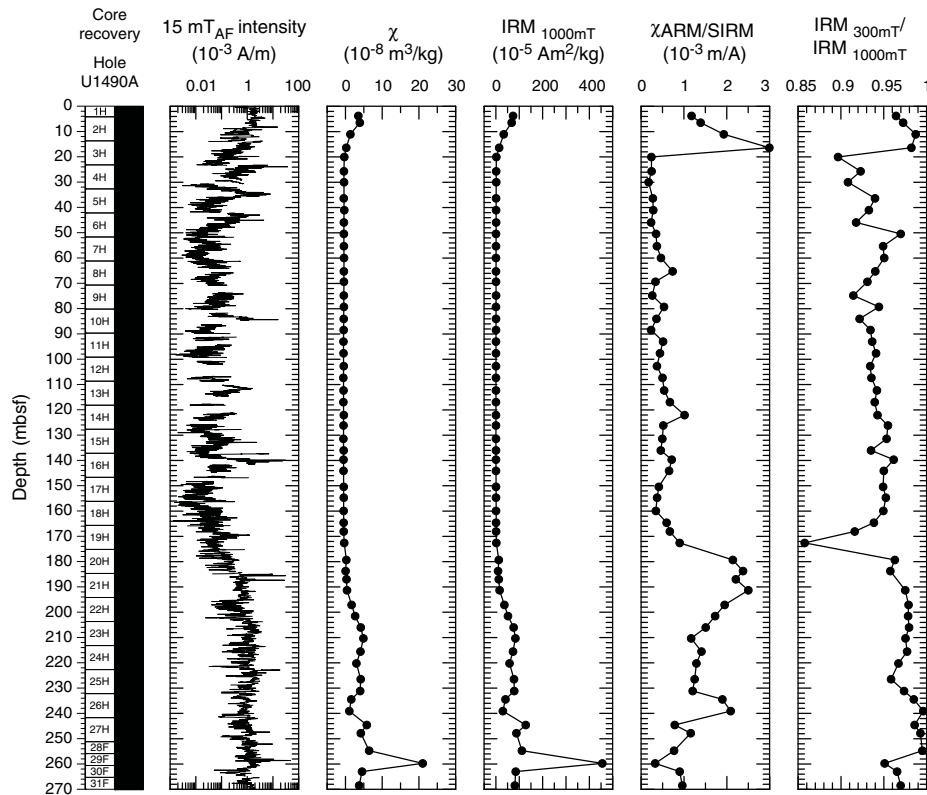 Core
recovery
Hole
U1490A
15 mT AF intensity
(10-3 A/m)
χ
(10-8 m3/kg)
IRM 1000mT
(10-5 Am2/kg)
χARM/SIRM
(10-3 m/A)
IRM 300mT/
IRM 1000mT
0.01 1 100
0 10 20 30
0 200 400
0 1 2 3
0.85 0.9 0.95 1
Depth (mbsf)
0
10
20
30
40
50
60
70
80
90
100
110
120
130
140
150
160
170
180
190
200
210
220
230
240
250
260
270
1H
2H
3H
4H
5H
6H
7H
8H
9H
10H
11H
12H
13H
14H
15H
16H
17H
18H
19H
20H
21H
22H
23H
24H
25H
26H
27H
28F
29F
30F
31F